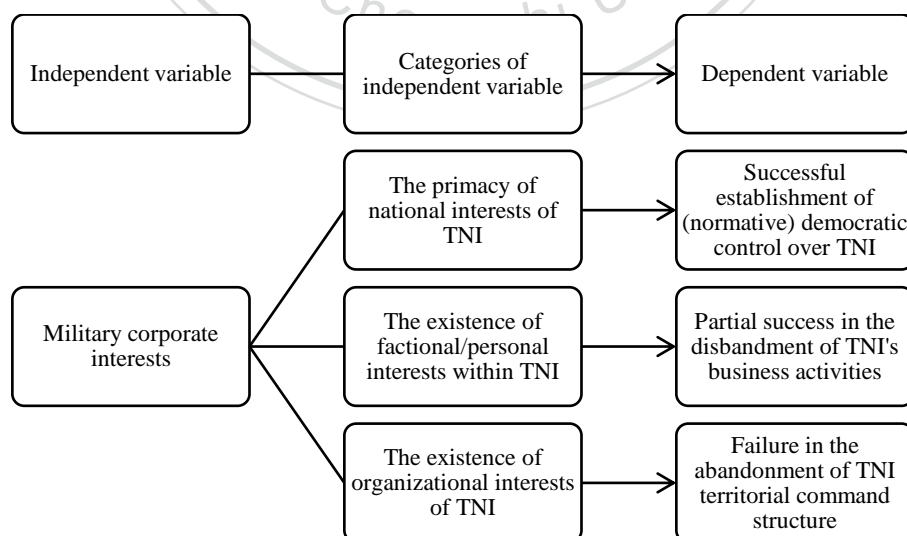 Independent variable
Categories of
independent variable
Dependent variable
The primacy of
national interests of
TNI
Successful
establishment of
(normative) democratic
control over TNI
Military corporate
interests
The existence of
factional/personal
interests within TNI
Partial success in the
disbandment of TNI's
business activities
The existence of
organizational interests
of TNI
Failure in the
abandonment of TNI
territorial command
structure